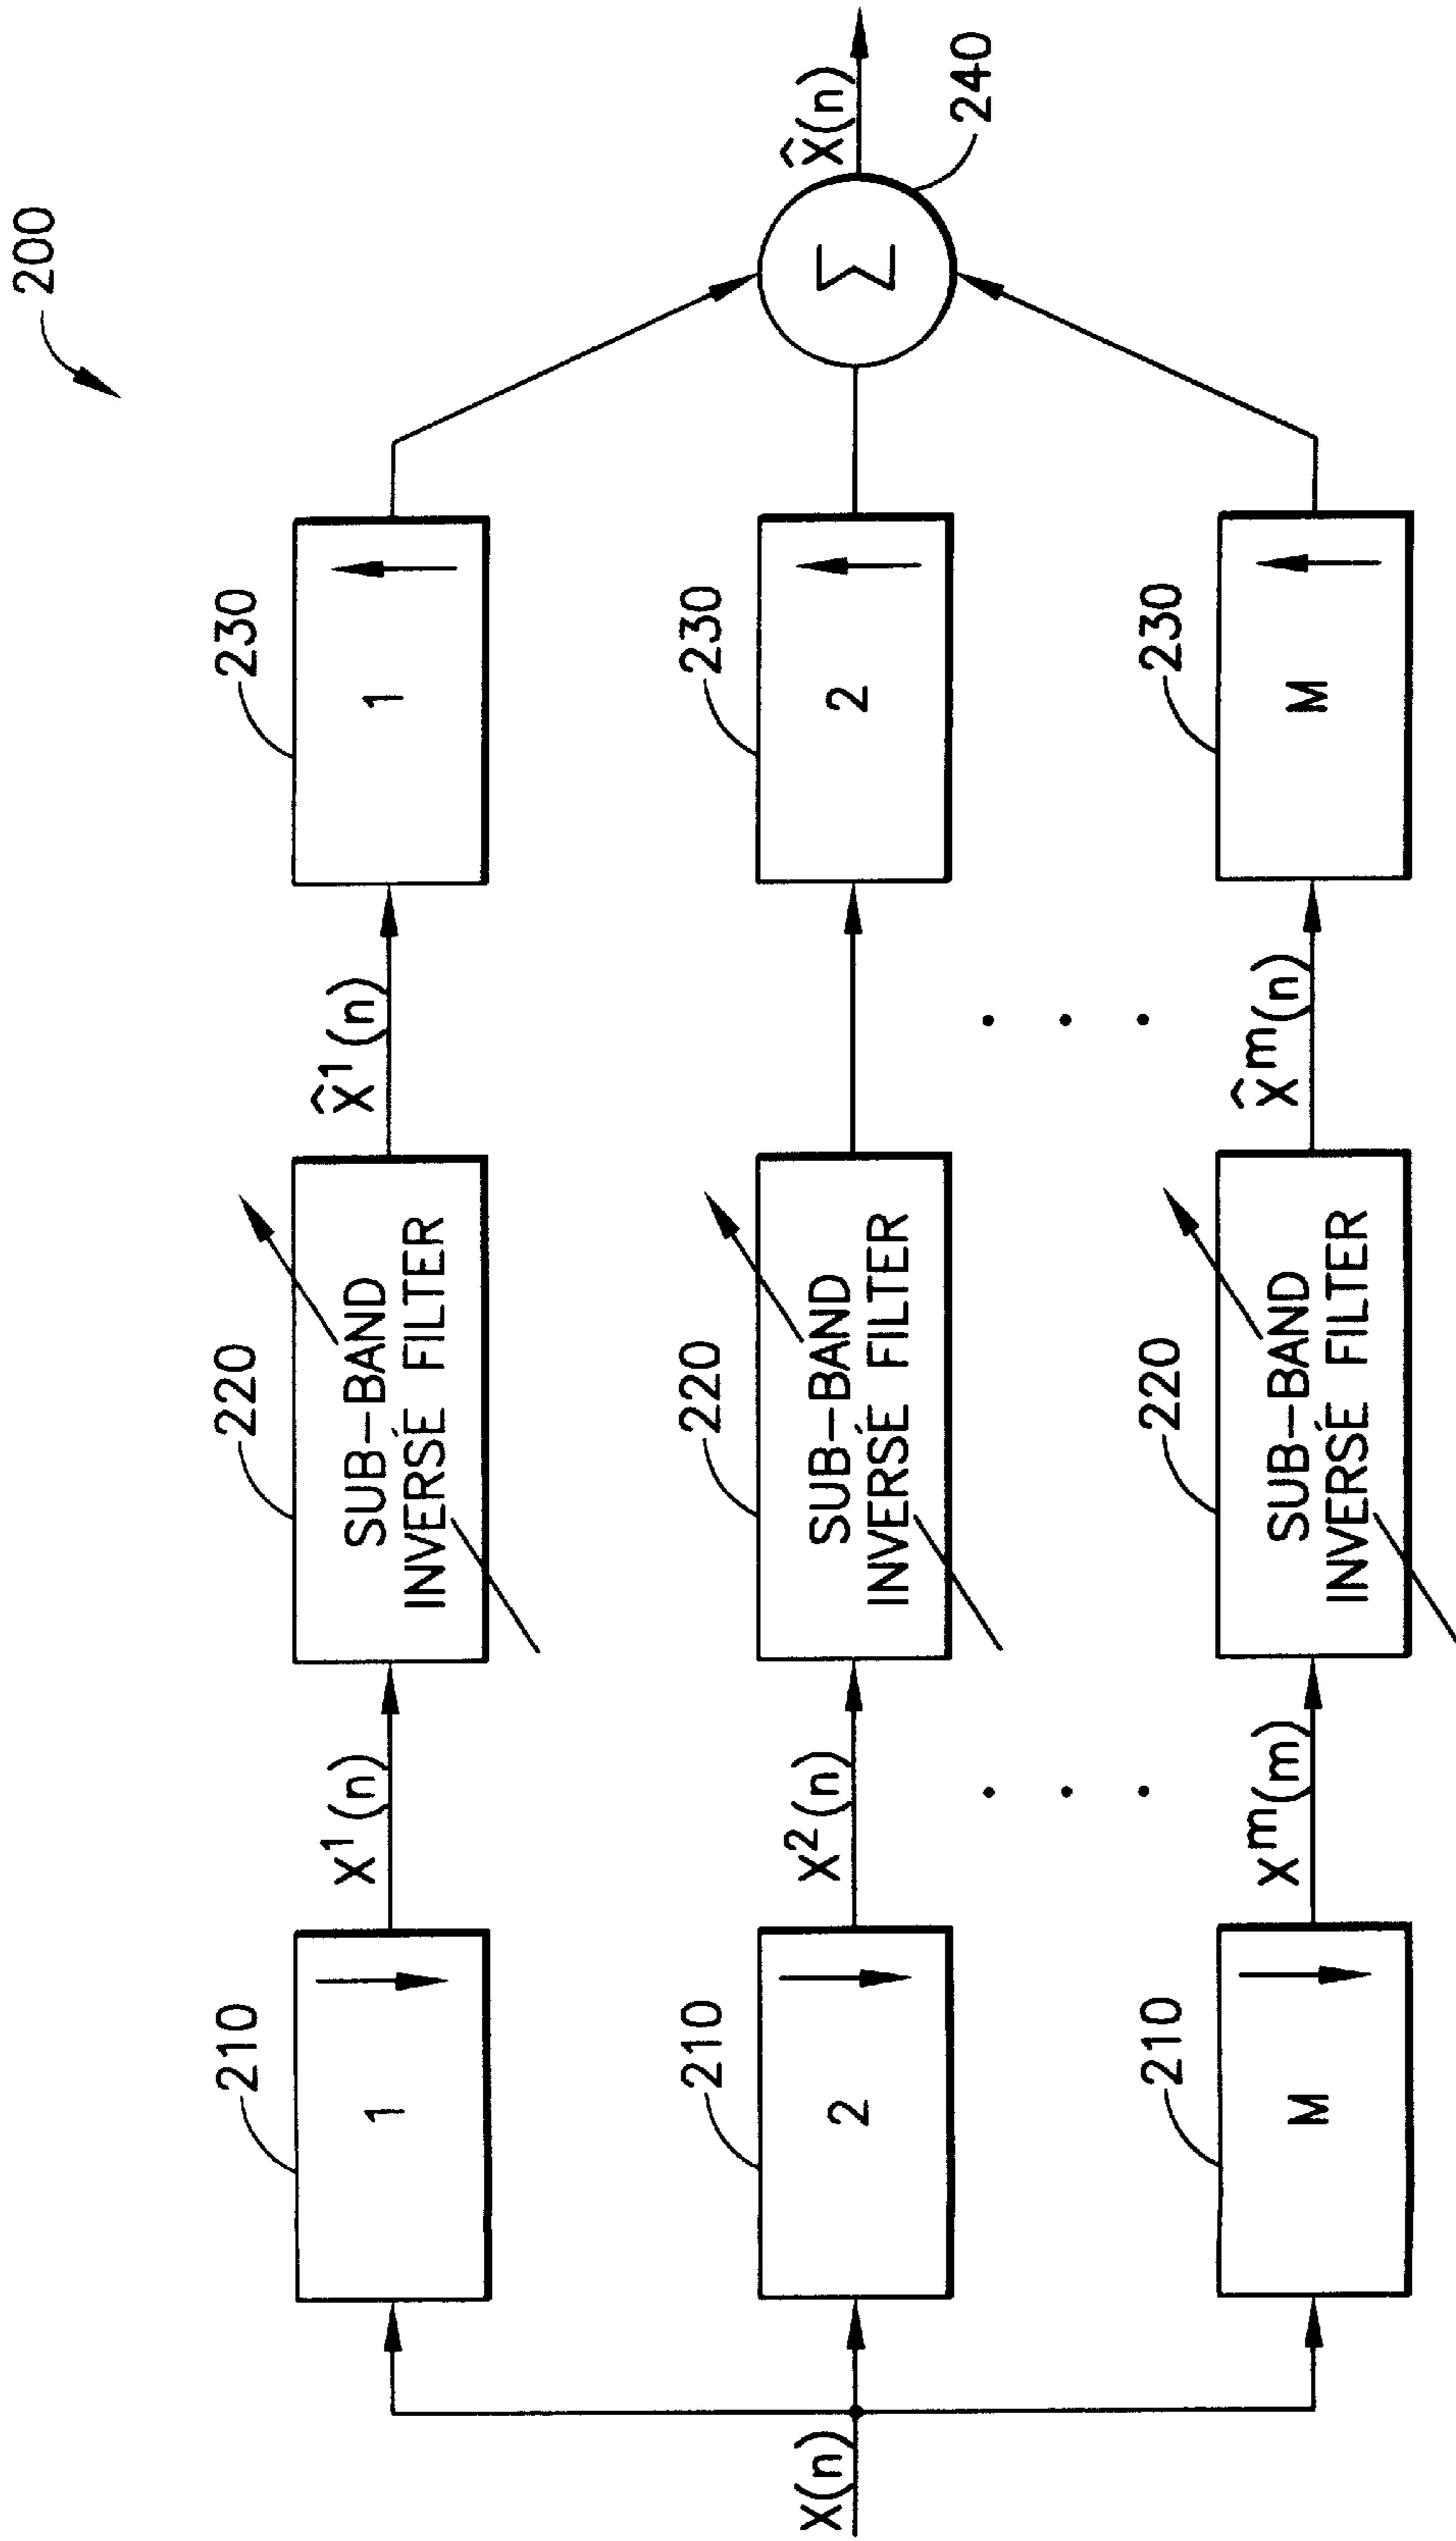 200
X(n)
210
1 ↓
X¹(n)
220
SUB-BAND
INVERSE FILTER
X̂¹(n)
230
1 ↑
210
2 ↓
X²(n)
220
SUB-BAND
INVERSE FILTER
230
2 ↑
Σ
X̂(n)
240
. . .
. . .
210
M ↓
Xᵐ(m)
220
SUB-BAND
INVERSE FILTER
X̂ᵐ(n)
230
M ↑